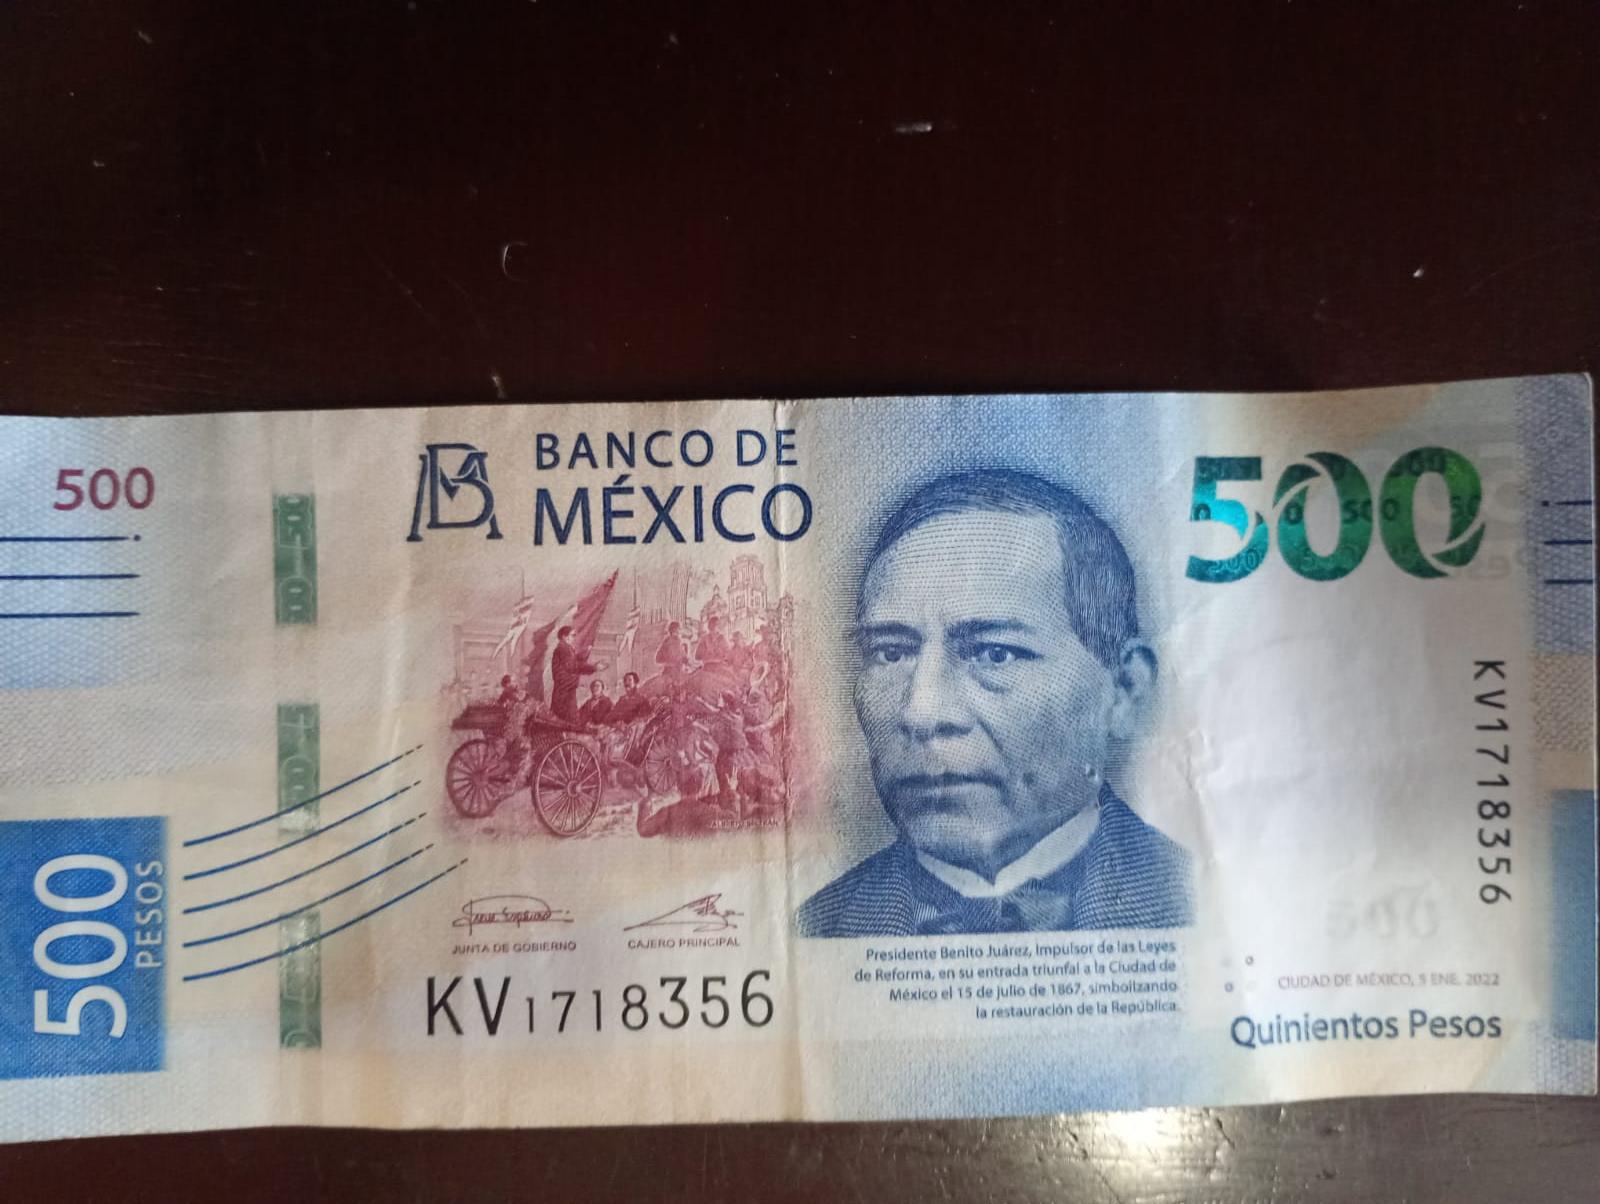 500
BM
BANCO DE
MÉXICO
500
KV1718356
500
PESOS
JUNTA DE GOBIERNO
CAJERO PRINCIPAL
KV1718356
Presidente Benito Juárez, Impulsor de las Leyes
de Reforma, en su entrada triunfal a la Ciudad de
México el 15 de julio de 1867, simbolizando
la restauración de la República.
CIUDAD DE MÉXICO, 5 ENE. 2022
Quinientos Pesos